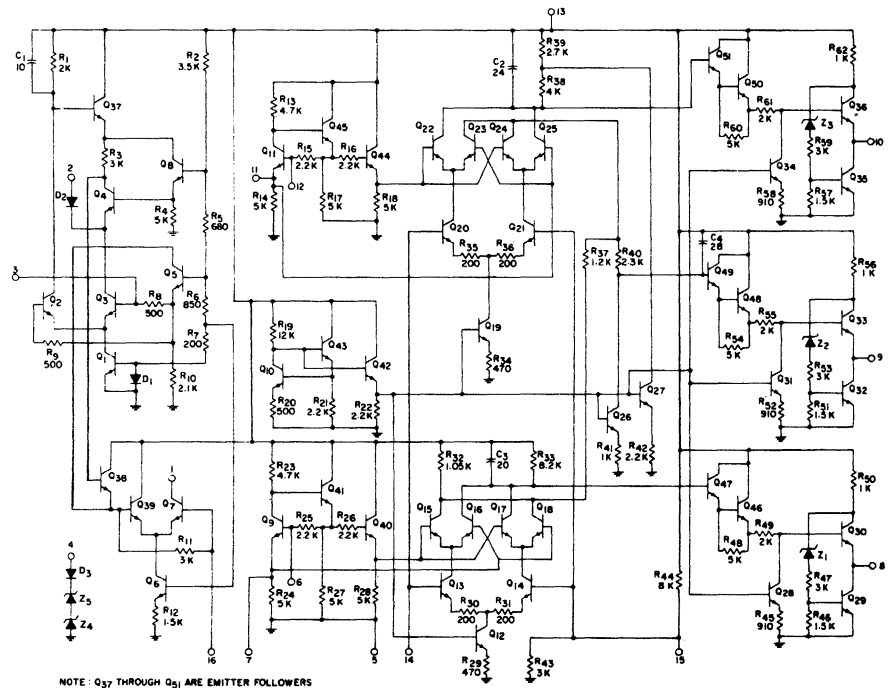 13
C1
10
R1
2K
R2
3.5K
Q37
R3
3K
Q8
2
D2
Q4
R4
5K
R5
680
3
Q2
Q3
R8
500
Q5
R6
850
R7
200
R9
500
Q1
D1
R10
2.1K
Q38
Q39
1
Q7
R11
3K
4
D3
Z5
Z4
Q6
R12
1.5K
16
R13
4.7K
Q45
Q11
R15
2.2K
R16
2.2K
Q44
11
12
R14
5K
R17
5K
R18
5K
R19
12K
Q43
Q10
Q42
R20
500
R21
2.2K
R22
2.2K
R23
4.7K
Q41
Q9
R25
2.2K
R26
2.2K
Q40
6
R24
5K
R27
5K
R28
5K
7
5
14
C2
24
R39
2.7K
R38
4K
Q22
Q23
Q24
Q25
Q20
Q21
R35
200
R36
200
R37
1.2K
R40
2.3K
Q19
R34
470
Q26
Q27
R41
1K
R42
2.2K
R32
1.05K
C3
20
R33
8.2K
Q15
Q16
Q17
Q18
Q13
Q14
R30
200
R31
200
Q12
R29
470
R43
3K
R44
8K
15
Q51
Q50
R61
2K
R60
5K
R62
1K
Z3
Q36
R59
3K
10
Q34
R58
910
R57
1.5K
Q35
C4
28
Q49
Q48
R55
2K
R54
5K
R56
1K
Q33
Z2
R53
3K
9
Q31
R52
910
R51
1.5K
Q32
Q47
Q46
R49
2K
R48
5K
R50
1K
Q30
Z1
R47
3K
8
Q28
R45
910
R46
1.5K
Q29
NOTE: Q37 THROUGH Q51 ARE EMITTER FOLLOWERS